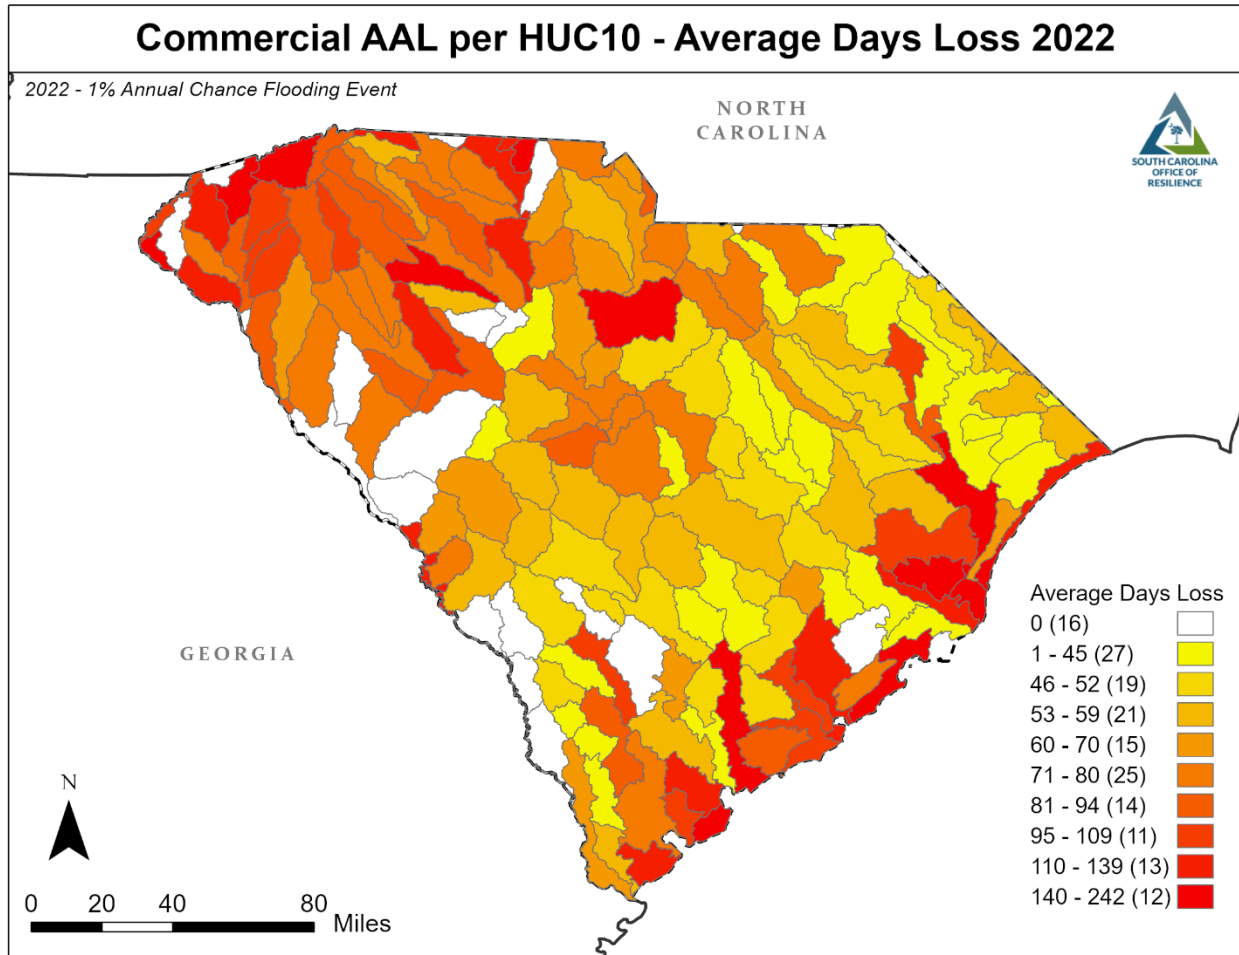 Commercial AAL per HUC10 - Average Days Loss 2022
2022 - 1% Annual Chance Flooding Event
NORTH
CAROLINA
SOUTH CAROLINA
OFFICE OF
RESILIENCE
GEORGIA
Average Days Loss
0 (16)
1 - 45 (27)
46 - 52 (19)
53 - 59 (21)
60 - 70 (15)
71 - 80 (25)
81 - 94 (14)
95 - 109 (11)
110 - 139 (13)
140 - 242 (12)
N
0 20 40 80
Miles